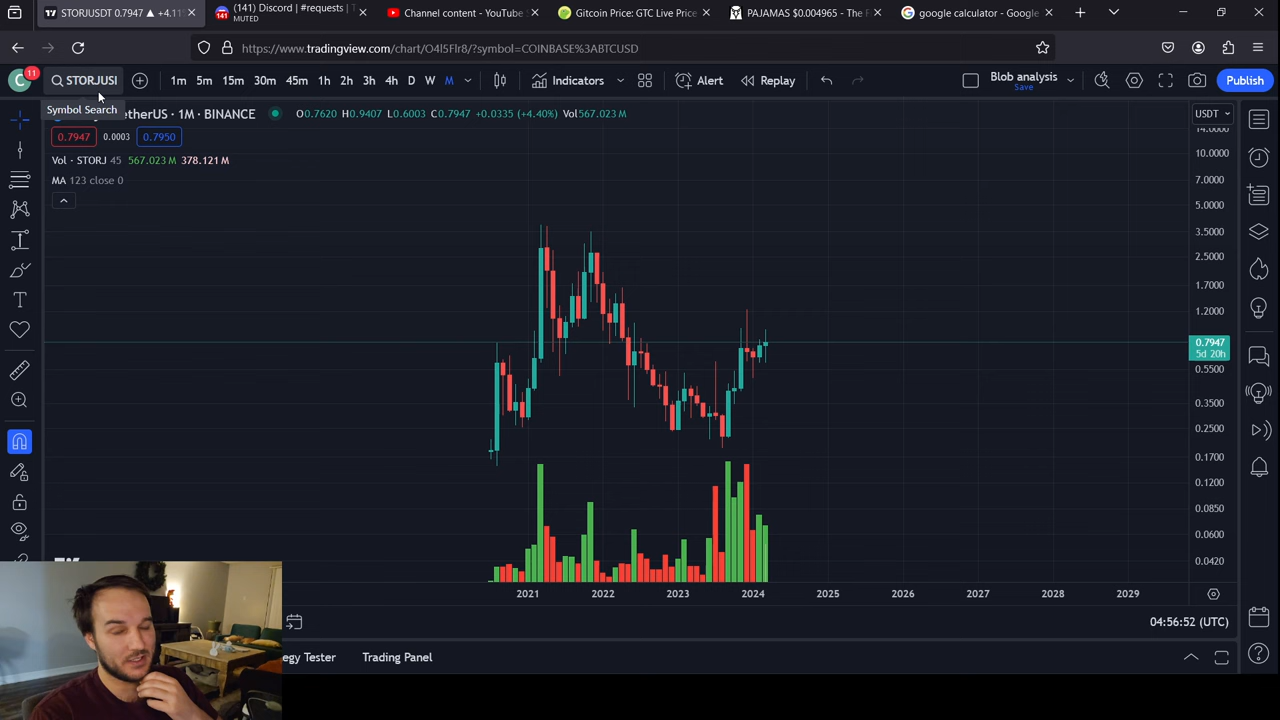 STORJUSDT 0.7947 ▲ +4.11
(141) Discord | #requests | T
MUTED
Channel content - YouTube S
Gitcoin Price: GTC Live Price
PAJAMAS $0.004965 - The F
google calculator - Google
https://www.tradingview.com/chart/O4l5Flr8/?symbol=COINBASE%3ABTCUSD
C 11 STORJUSI 1m 5m 15m 30m 45m 1h 2h 3h 4h D W M Indicators Alert Replay Blob analysis Save Publish
Symbol Search
etherUS · 1M · BINANCE O0.7620 H0.9407 L0.6003 C0.7947 +0.0335 (+4.40%) Vol567.023 M
USDT
0.7947 0.0003 0.7950
Vol · STORJ 45 567.023 M 378.121 M
MA 123 close 0
14.0000
10.0000
7.0000
5.0000
3.5000
2.5000
1.7000
1.2000
0.7947
5d 20h
0.5500
0.3500
0.2500
0.1700
0.1200
0.0850
0.0600
0.0420
2021 2022 2023 2024 2025 2026 2027 2028 2029
04:56:52 (UTC)
egy Tester Trading Panel